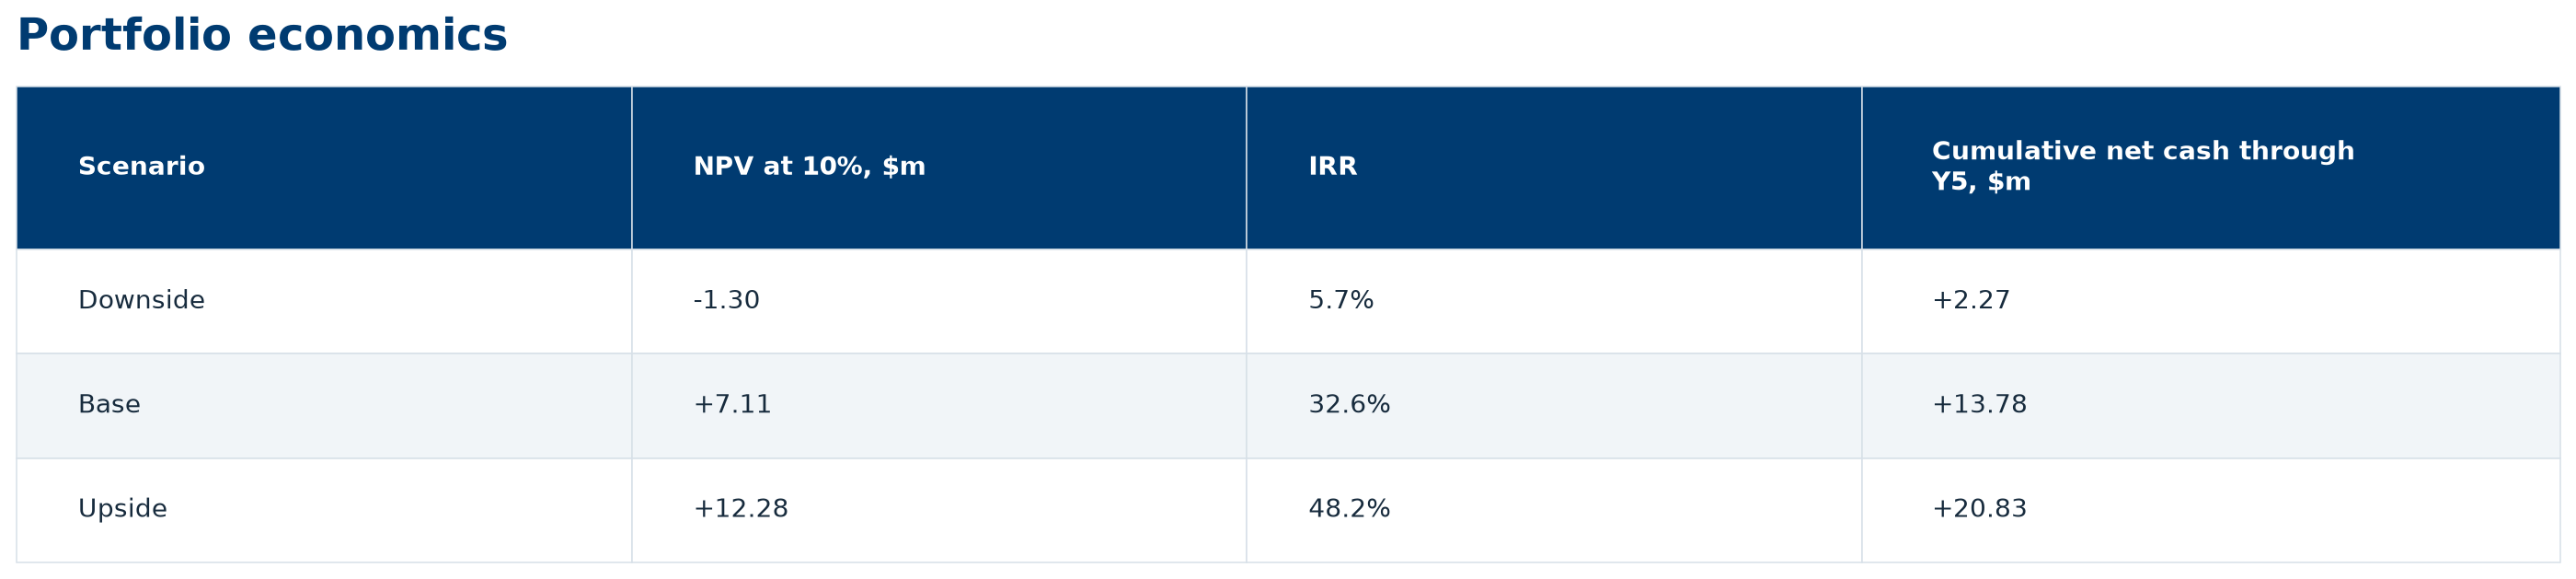 Portfolio economics
Scenario NPV at 10%, $m IRR Cumulative net cash through
Y5, $m
Downside -1.30 5.7% +2.27
Base +7.11 32.6% +13.78
Upside +12.28 48.2% +20.83